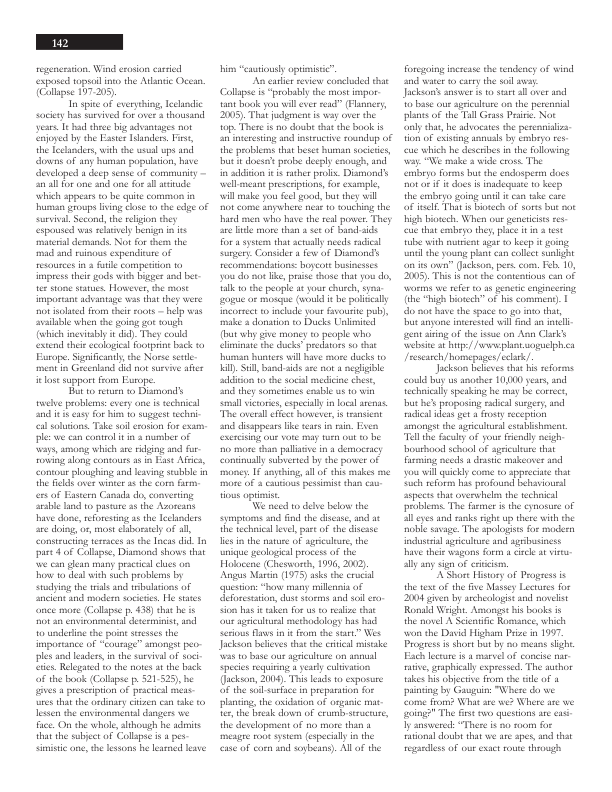 142
regeneration. Wind erosion carried
exposed topsoil into the Atlantic Ocean.
(Collapse 197-205).
In spite of everything, Icelandic
society has survived for over a thousand
years. It had three big advantages not
enjoyed by the Easter Islanders. First,
the Icelanders, with the usual ups and
downs of any human population, have
developed a deep sense of community –
an all for one and one for all attitude
which appears to be quite common in
human groups living close to the edge of
survival. Second, the religion they
espoused was relatively benign in its
material demands. Not for them the
mad and ruinous expenditure of
resources in a futile competition to
impress their gods with bigger and bet-
ter stone statues. However, the most
important advantage was that they were
not isolated from their roots – help was
available when the going got tough
(which inevitably it did). They could
extend their ecological footprint back to
Europe. Significantly, the Norse settle-
ment in Greenland did not survive after
it lost support from Europe.
But to return to Diamond's
twelve problems: every one is technical
and it is easy for him to suggest techni-
cal solutions. Take soil erosion for exam-
ple: we can control it in a number of
ways, among which are ridging and fur-
rowing along contours as in East Africa,
contour ploughing and leaving stubble in
the fields over winter as the corn farm-
ers of Eastern Canada do, converting
arable land to pasture as the Azoreans
have done, reforesting as the Icelanders
are doing, or, most elaborately of all,
constructing terraces as the Incas did. In
part 4 of Collapse, Diamond shows that
we can glean many practical clues on
how to deal with such problems by
studying the trials and tribulations of
ancient and modern societies. He states
once more (Collapse p. 438) that he is
not an environmental determinist, and
to underline the point stresses the
importance of "courage" amongst peo-
ples and leaders, in the survival of soci-
eties. Relegated to the notes at the back
of the book (Collapse p. 521-525), he
gives a prescription of practical meas-
ures that the ordinary citizen can take to
lessen the environmental dangers we
face. On the whole, although he admits
that the subject of Collapse is a pes-
simistic one, the lessons he learned leave
him "cautiously optimistic".
An earlier review concluded that
Collapse is "probably the most impor-
tant book you will ever read" (Flannery,
2005). That judgment is way over the
top. There is no doubt that the book is
an interesting and instructive roundup of
the problems that beset human societies,
but it doesn't probe deeply enough, and
in addition it is rather prolix. Diamond's
well-meant prescriptions, for example,
will make you feel good, but they will
not come anywhere near to touching the
hard men who have the real power. They
are little more than a set of band-aids
for a system that actually needs radical
surgery. Consider a few of Diamond's
recommendations: boycott businesses
you do not like, praise those that you do,
talk to the people at your church, syna-
gogue or mosque (would it be politically
incorrect to include your favourite pub),
make a donation to Ducks Unlimited
(but why give money to people who
eliminate the ducks' predators so that
human hunters will have more ducks to
kill). Still, band-aids are not a negligible
addition to the social medicine chest,
and they sometimes enable us to win
small victories, especially in local arenas.
The overall effect however, is transient
and disappears like tears in rain. Even
exercising our vote may turn out to be
no more than palliative in a democracy
continually subverted by the power of
money. If anything, all of this makes me
more of a cautious pessimist than cau-
tious optimist.
We need to delve below the
symptoms and find the disease, and at
the technical level, part of the disease
lies in the nature of agriculture, the
unique geological process of the
Holocene (Chesworth, 1996, 2002).
Angus Martin (1975) asks the crucial
question: "how many millennia of
deforestation, dust storms and soil ero-
sion has it taken for us to realize that
our agricultural methodology has had
serious flaws in it from the start." Wes
Jackson believes that the critical mistake
was to base our agriculture on annual
species requiring a yearly cultivation
(Jackson, 2004). This leads to exposure
of the soil-surface in preparation for
planting, the oxidation of organic mat-
ter, the break down of crumb-structure,
the development of no more than a
meagre root system (especially in the
case of corn and soybeans). All of the
foregoing increase the tendency of wind
and water to carry the soil away.
Jackson's answer is to start all over and
to base our agriculture on the perennial
plants of the Tall Grass Prairie. Not
only that, he advocates the perennializa-
tion of existing annuals by embryo res-
cue which he describes in the following
way. "We make a wide cross. The
embryo forms but the endosperm does
not or if it does is inadequate to keep
the embryo going until it can take care
of itself. That is biotech of sorts but not
high biotech. When our geneticists res-
cue that embryo they, place it in a test
tube with nutrient agar to keep it going
until the young plant can collect sunlight
on its own" (Jackson, pers. com. Feb. 10,
2005). This is not the contentious can of
worms we refer to as genetic engineering
(the "high biotech" of his comment). I
do not have the space to go into that,
but anyone interested will find an intelli-
gent airing of the issue on Ann Clark's
website at http://www.plant.uoguelph.ca
/research/homepages/eclark/.
Jackson believes that his reforms
could buy us another 10,000 years, and
technically speaking he may be correct,
but he's proposing radical surgery, and
radical ideas get a frosty reception
amongst the agricultural establishment.
Tell the faculty of your friendly neigh-
bourhood school of agriculture that
farming needs a drastic makeover and
you will quickly come to appreciate that
such reform has profound behavioural
aspects that overwhelm the technical
problems. The farmer is the cynosure of
all eyes and ranks right up there with the
noble savage. The apologists for modern
industrial agriculture and agribusiness
have their wagons form a circle at virtu-
ally any sign of criticism.
A Short History of Progress is
the text of the five Massey Lectures for
2004 given by archeologist and novelist
Ronald Wright. Amongst his books is
the novel A Scientific Romance, which
won the David Higham Prize in 1997.
Progress is short but by no means slight.
Each lecture is a marvel of concise nar-
rative, graphically expressed. The author
takes his objective from the title of a
painting by Gauguin: "Where do we
come from? What are we? Where are we
going?" The first two questions are easi-
ly answered: "There is no room for
rational doubt that we are apes, and that
regardless of our exact route through